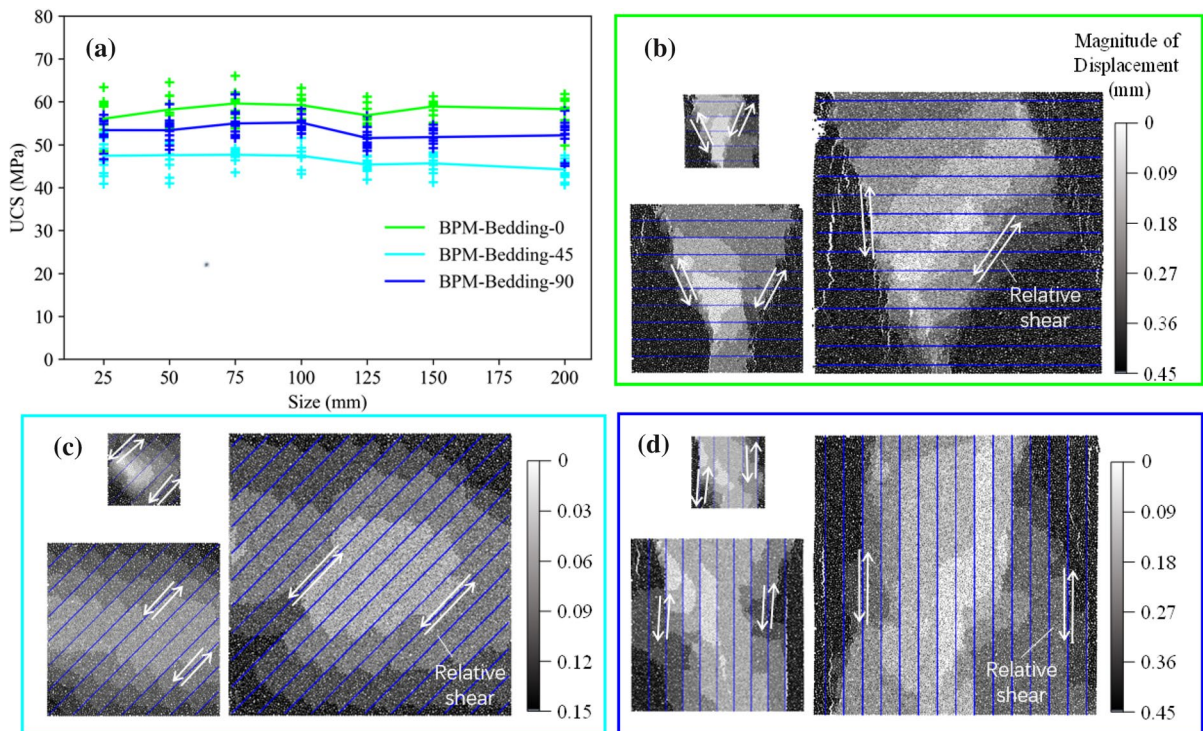 (a)
80
70
60
50
40
30
20
10
0
UCS (MPa)
BPM-Bedding-0
BPM-Bedding-45
BPM-Bedding-90
25 50 75 100 125 150 175 200
Size (mm)
(b)
Magnitude of
Displacement
(mm)
0
0.09
0.18
0.27
0.36
0.45
Relative
shear
(c)
0
0.03
0.06
0.09
0.12
0.15
Relative
shear
(d)
0
0.09
0.18
0.27
0.36
0.45
Relative
shear